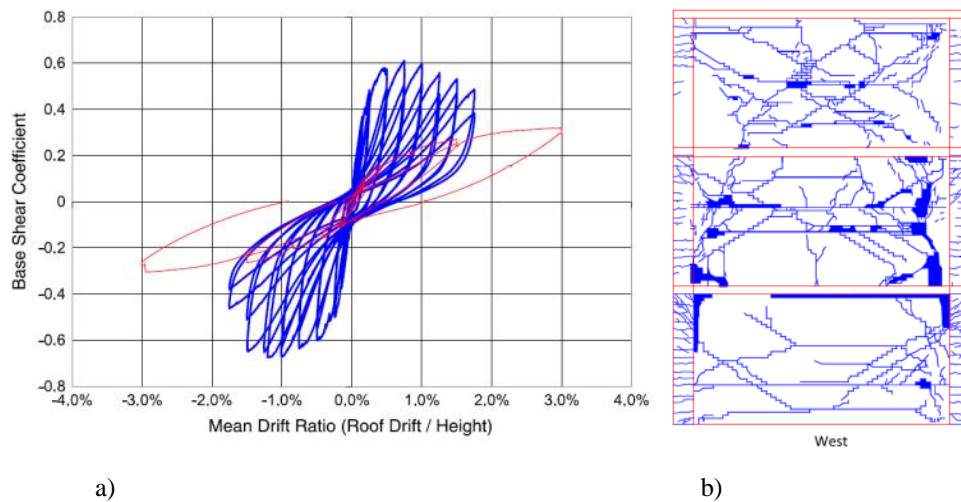 0.8
0.6
0.4
0.2
0
-0.2
-0.4
-0.6
-0.8
Base Shear Coefficient
-4.0% -3.0% -2.0% -1.0% 0.0% 1.0% 2.0% 3.0% 4.0%
Mean Drift Ratio (Roof Drift / Height)
West
a) b)